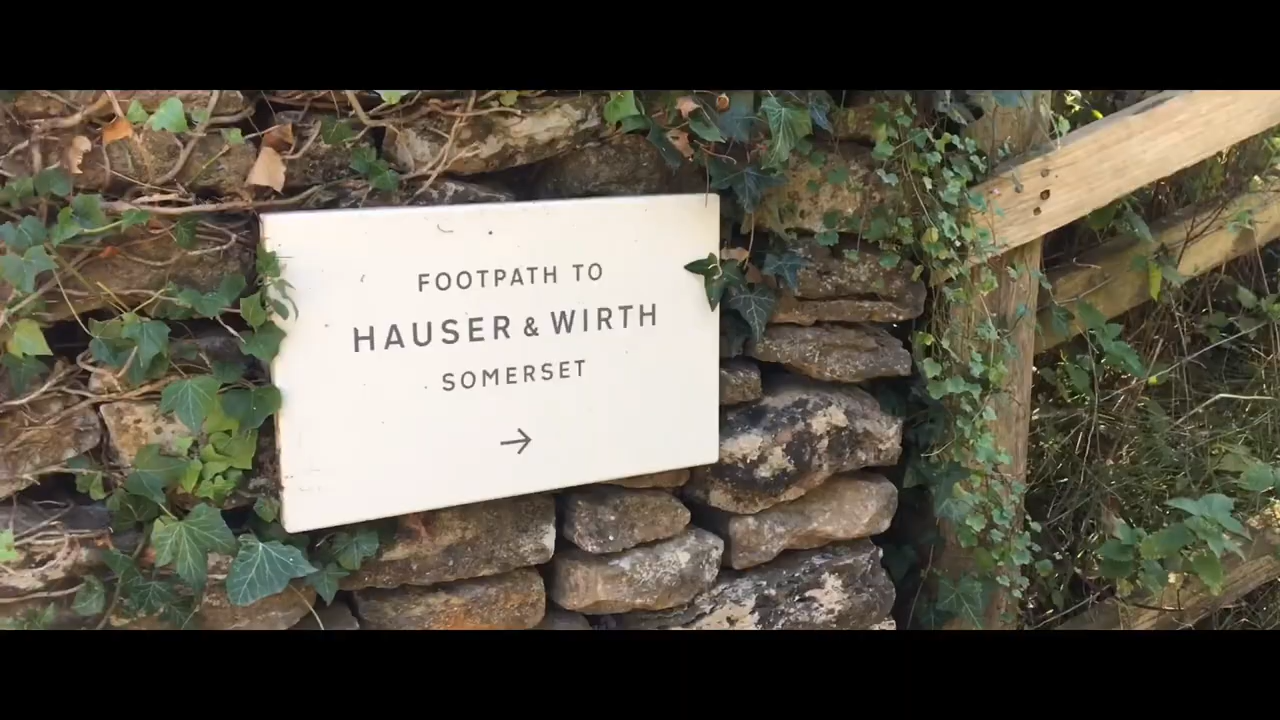 FOOTPATH TO
HAUSER & WIRTH
SOMERSET
→